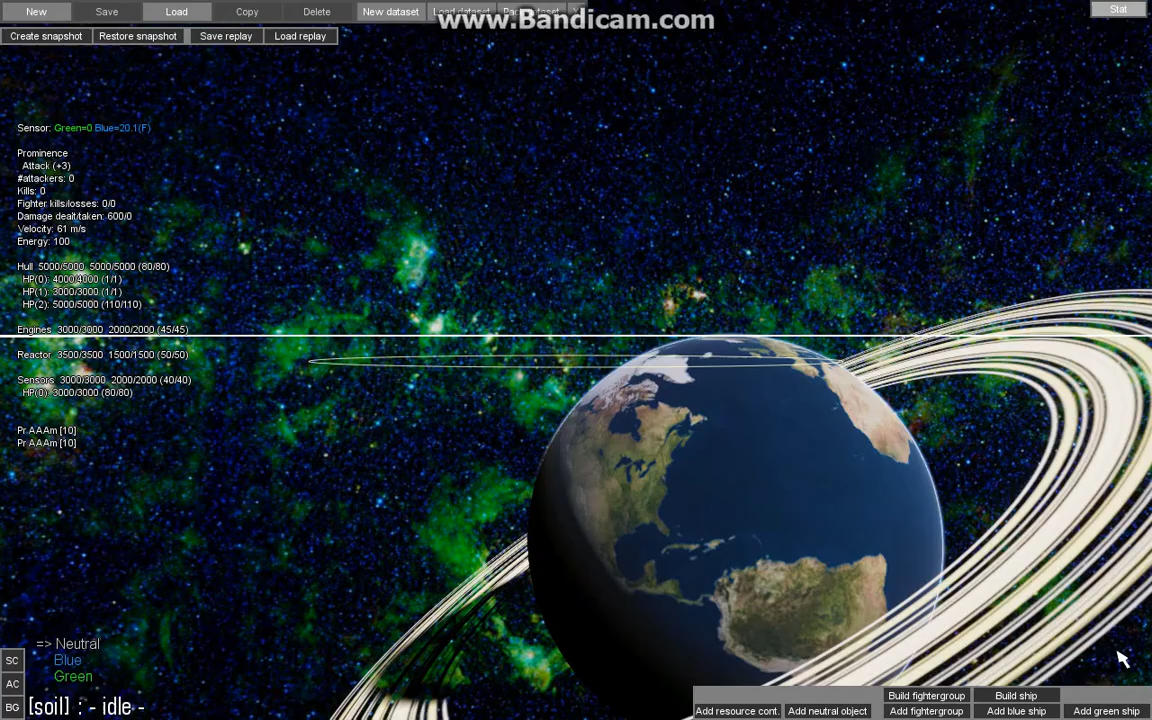 New Save Load Copy Delete New dataset Load dataset
www.Bandicam.com
Stat
Create snapshot Restore snapshot Save replay Load replay
Sensor: Green=0 Blue=20.1(F)
Prominence
Attack (+3)
#attackers: 0
Kills: 0
Fighter kills/losses: 0/0
Damage dealt/taken: 600/0
Velocity: 61 m/s
Energy: 100
Hull 5000/5000 5000/5000 (80/80)
HP(0): 4000/4000 (1/1)
HP(1): 3000/3000 (1/1)
HP(2): 5000/5000 (110/110)
Engines 3000/3000 2000/2000 (45/45)
Reactor 3500/3500 1500/1500 (50/50)
Sensors 3000/3000 2000/2000 (40/40)
HP(0): 3000/3000 (80/80)
Pr AAAm [10]
Pr AAAm [10]
=> Neutral
Blue
Green
SC
AC
BG
[soil] : - idle -
Build fightergroup Build ship
Add resource cont. Add neutral object Add fightergroup Add blue ship Add green ship